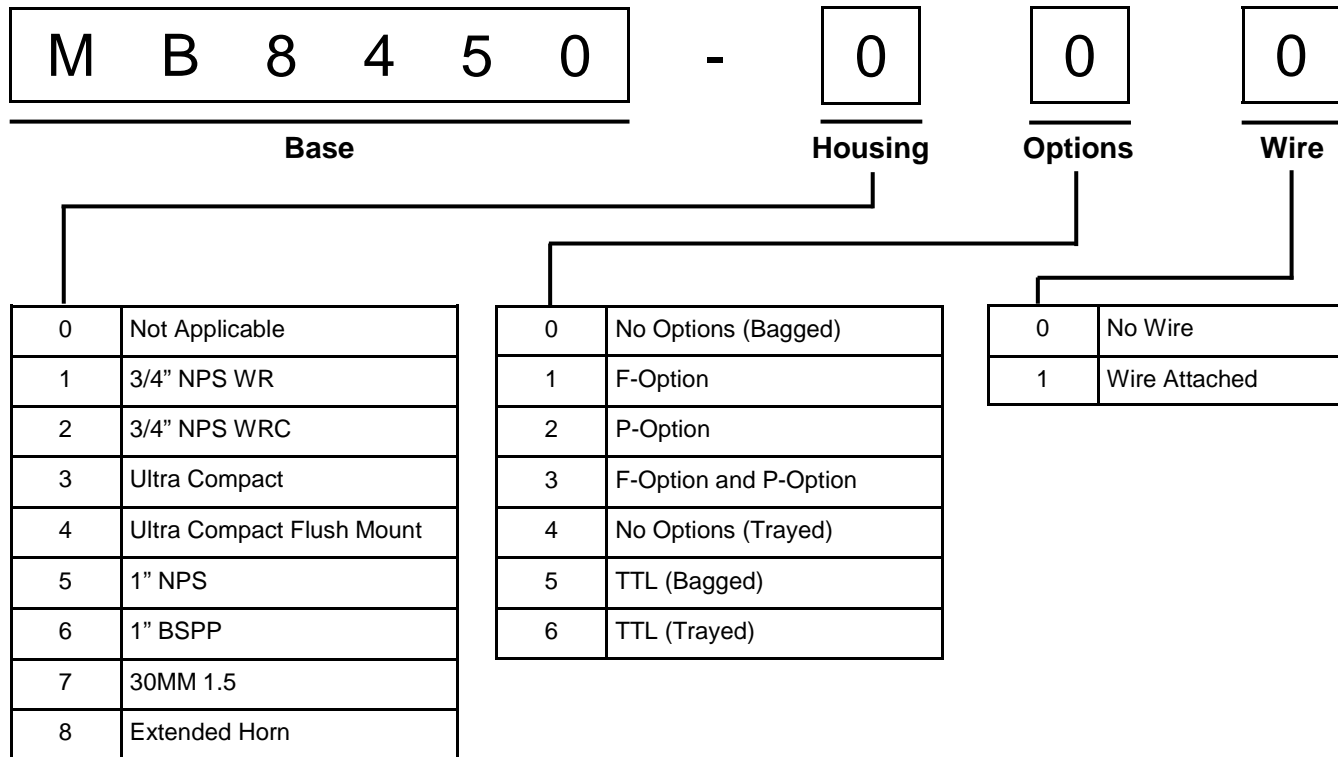 M B 8 4 5 0 - 0 0 0
Base Housing Options Wire
0 Not Applicable
1 3/4” NPS WR
2 3/4” NPS WRC
3 Ultra Compact
4 Ultra Compact Flush Mount
5 1” NPS
6 1” BSPP
7 30MM 1.5
8 Extended Horn
0 No Options (Bagged)
1 F-Option
2 P-Option
3 F-Option and P-Option
4 No Options (Trayed)
5 TTL (Bagged)
6 TTL (Trayed)
0 No Wire
1 Wire Attached